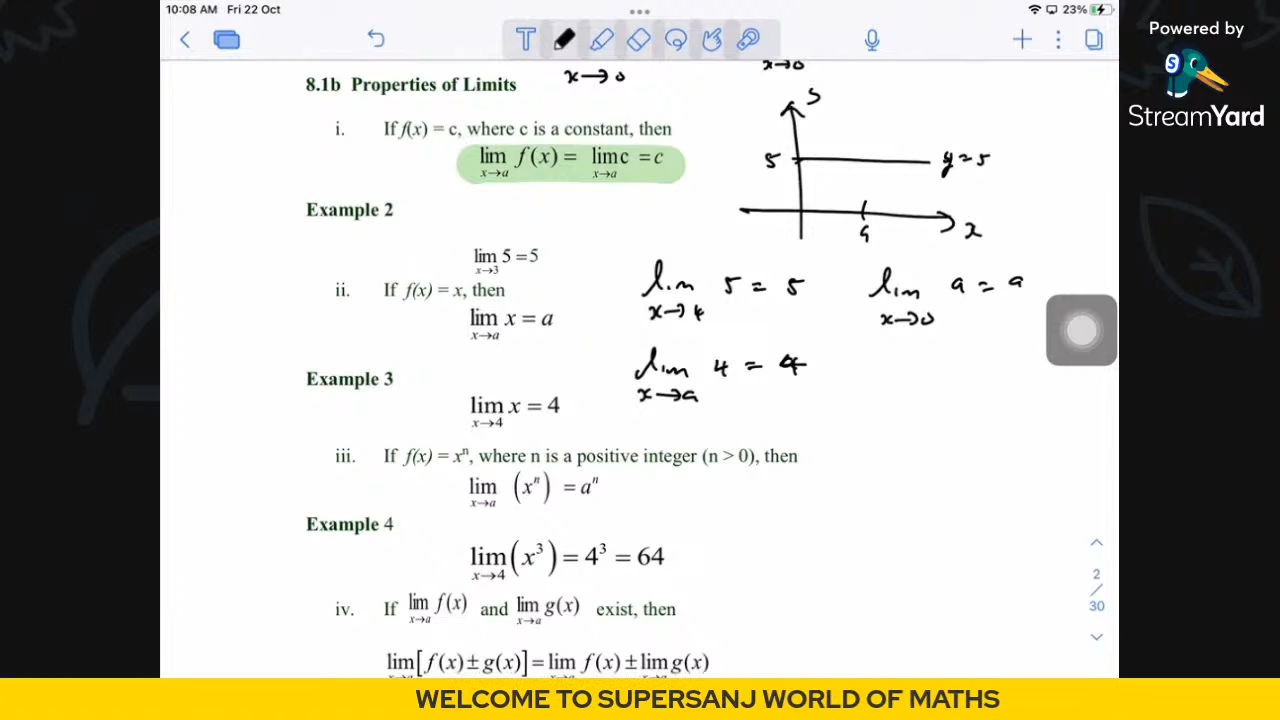 10:08 AM Fri 22 Oct
23%
Powered by
StreamYard
8.1b Properties of Limits
x→0
x→0
i. If f(x) = c, where c is a constant, then
lim f(x) = lim c = c
x→a x→a
5 y=5
x
Example 2
lim 5 = 5
x→3
lim 5 = 5 lim a = a
x→4 x→0
ii. If f(x) = x, then
lim x = a
x→a
lim 4 = 4
x→a
Example 3
lim x = 4
x→4
iii. If f(x) = xⁿ, where n is a positive integer (n > 0), then
lim (xⁿ) = aⁿ
x→a
Example 4
lim (x³) = 4³ = 64
x→4
2
/
30
iv. If lim f(x) and lim g(x) exist, then
x→a x→a
lim[f(x) ± g(x)] = lim f(x) ± lim g(x)
WELCOME TO SUPERSANJ WORLD OF MATHS